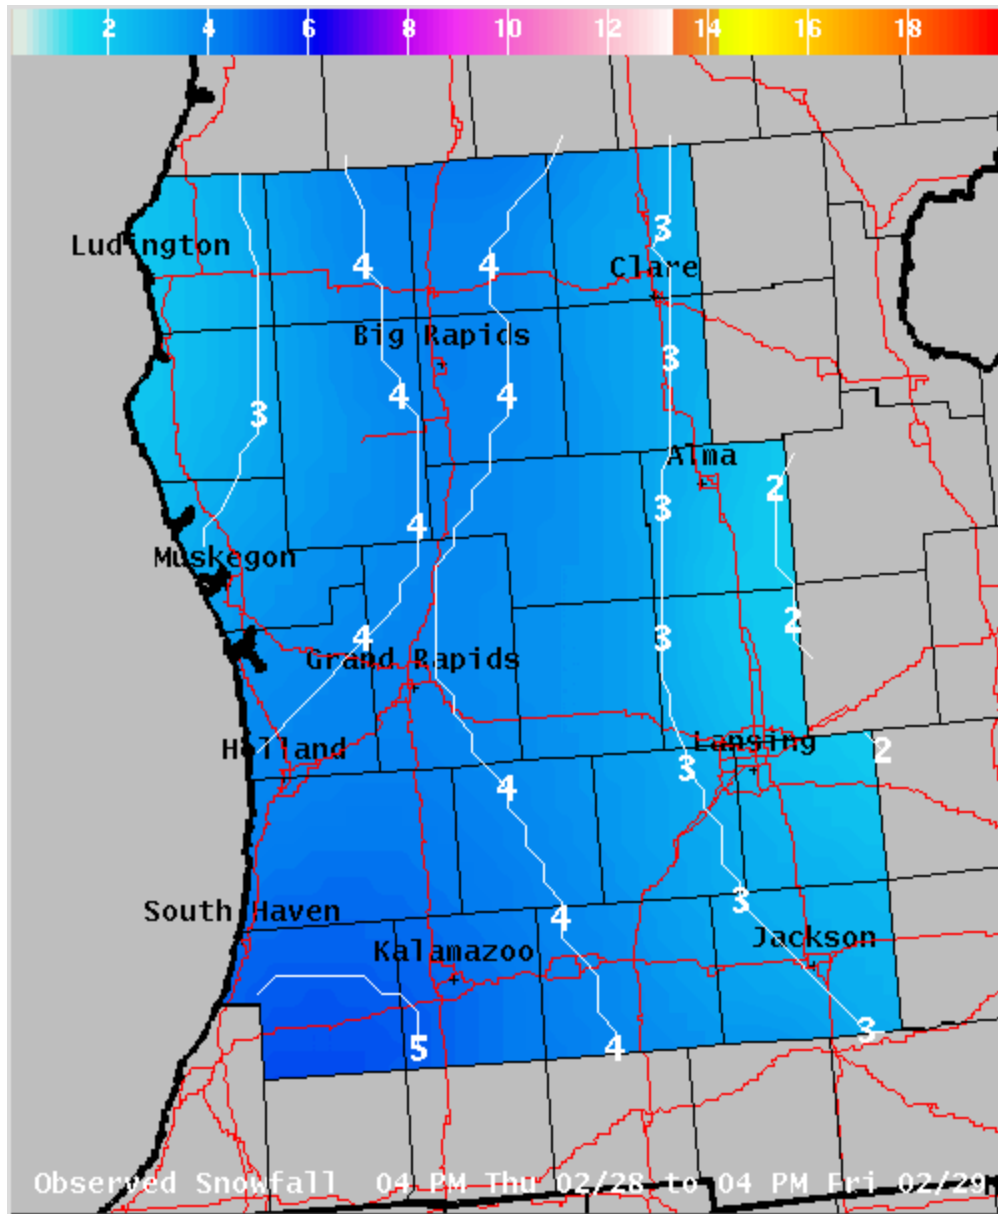 2 4 6 8 10 12 14 16 18
3
Ludington
4 4 Clare
Big Rapids
3
4 4
3
Alma
2
3
4
Muskegon
2
4 3
Grand Rapids
Holland Lansing 2
3
4
3
South Haven 4
Kalamazoo Jackson
3
5 4
Observed Snowfall 04 PM Thu 02/28 to 04 PM Fri 02/29